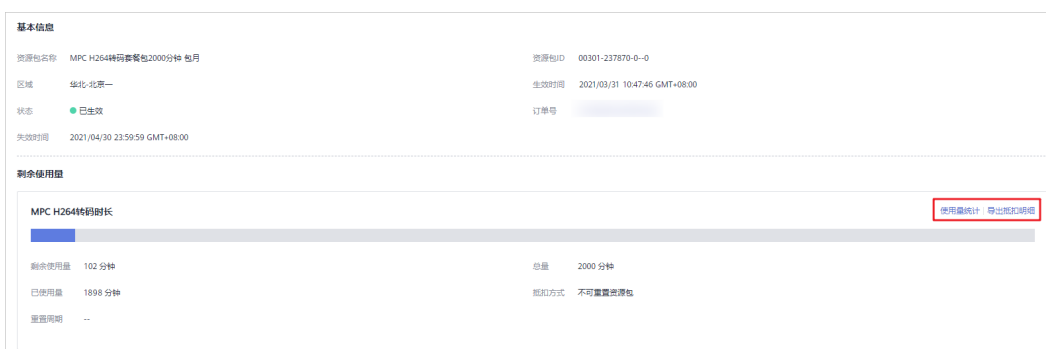 基本信息
资源包名称 MPC H264转码套餐包2000分钟 包月 资源包ID 00301-237870-0--0
区域 华北-北京一 生效时间 2021/03/31 10:47:46 GMT+08:00
状态 已生效 订单号
失效时间 2021/04/30 23:59:59 GMT+08:00
剩余使用量
MPC H264转码时长 使用量统计 | 导出抵扣明细
剩余使用量 102 分钟 总量 2000 分钟
已使用量 1898 分钟 抵扣方式 不可重置资源包
重置周期 --